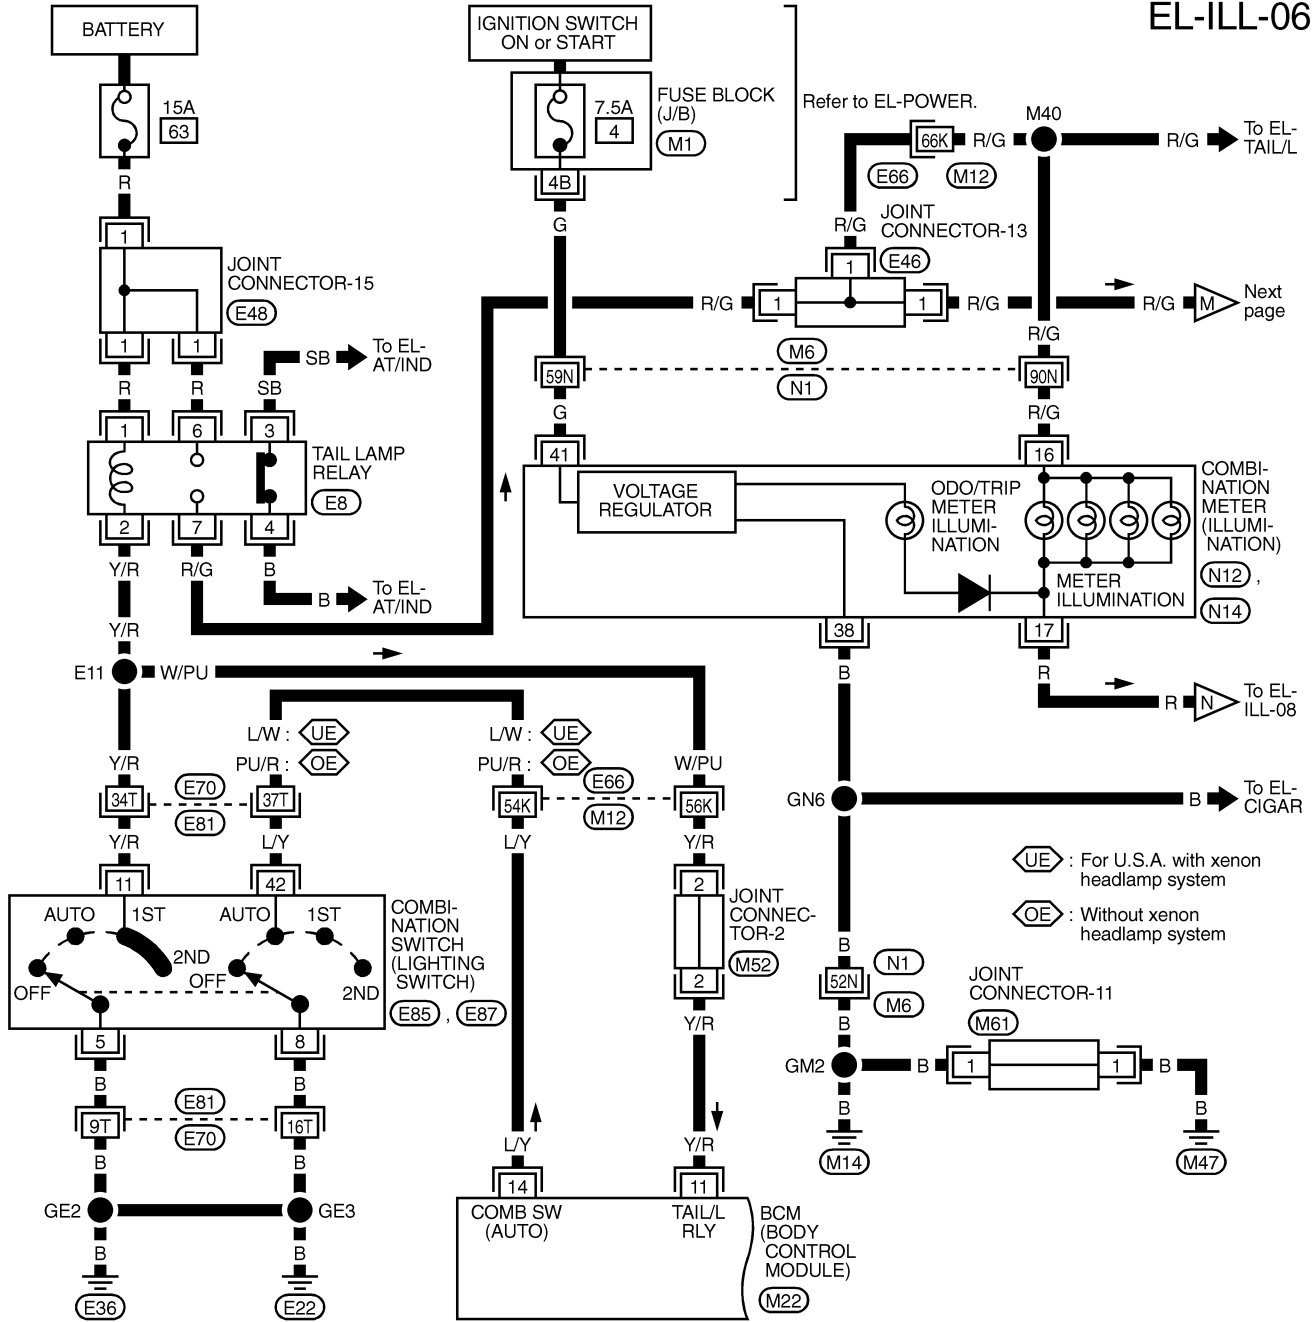 EL-ILL-06
BATTERY
IGNITION SWITCH
ON or START
15A
63
7.5A
4
FUSE BLOCK
(J/B)
M1
Refer to EL-POWER.
4B
M40
66K
R/G
R/G
To EL-
TAIL/L
E66
M12
R
G
R/G
JOINT
CONNECTOR-13
E46
1
1
JOINT
CONNECTOR-15
E48
R/G
1
1
R/G
R/G
M
Next
page
R/G
1
1
SB
To EL-
AT/IND
M6
N1
59N
90N
R
R
SB
G
R/G
1
6
3
TAIL LAMP
RELAY
E8
2
7
4
41
16
VOLTAGE
REGULATOR
ODO/TRIP
METER
ILLUMI-
NATION
COMBI-
NATION
METER
(ILLUMI-
NATION)
N12 ,
N14
METER
ILLUMINATION
Y/R
R/G
B
B
To EL-
AT/IND
38
17
Y/R
E11
W/PU
B
R
R
N
To EL-
ILL-08
L/W :
UE
PU/R :
OE
L/W :
UE
PU/R :
OE
Y/R
W/PU
34T
E70
E81
37T
54K
E66
M12
56K
GN6
B
To EL-
CIGAR
Y/R
L/Y
L/Y
Y/R
UE
: For U.S.A. with xenon
headlamp system
OE
: Without xenon
headlamp system
11
42
2
JOINT
CONNEC-
TOR-2
M52
2
AUTO
1ST
2ND
OFF
AUTO
1ST
OFF
2ND
COMBI-
NATION
SWITCH
(LIGHTING
SWITCH)
E85 , E87
B
52N
N1
M6
JOINT
CONNECTOR-11
M61
5
8
Y/R
B
GM2
B
1
1
B
B
B
B
B
9T
E81
E70
16T
M14
M47
B
B
L/Y
Y/R
14
11
GE2
GE3
COMB SW
(AUTO)
TAIL/L
RLY
BCM
(BODY
CONTROL
MODULE)
M22
B
B
E36
E22